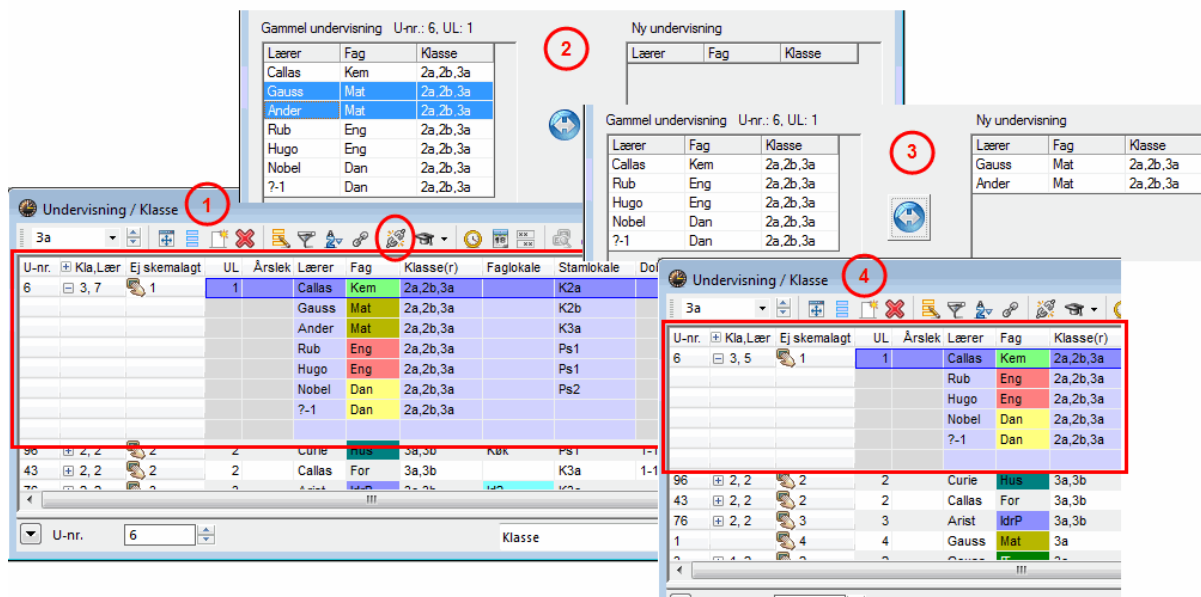 Gammel undervisning U-nr.: 6, UL: 1
Ny undervisning
2
Lærer Fag Klasse
Lærer Fag Klasse
Callas Kem 2a,2b,3a
Gauss Mat 2a,2b,3a
Ander Mat 2a,2b,3a
Rub Eng 2a,2b,3a
Hugo Eng 2a,2b,3a
Nobel Dan 2a,2b,3a
?-1 Dan 2a,2b,3a
Gammel undervisning U-nr.: 6, UL: 1
Ny undervisning
3
Lærer Fag Klasse
Lærer Fag Klasse
Callas Kem 2a,2b,3a
Gauss Mat 2a,2b,3a
Rub Eng 2a,2b,3a
Ander Mat 2a,2b,3a
Hugo Eng 2a,2b,3a
Nobel Dan 2a,2b,3a
?-1 Dan 2a,2b,3a
Undervisning / Klasse
1
3a
U-nr. Kla,Lær Ej skemalagt UL Årslek Lærer Fag Klasse(r) Faglokale Stamlokale
6 3, 7 1 1 Callas Kem 2a,2b,3a K2a
Gauss Mat 2a,2b,3a K2b
Ander Mat 2a,2b,3a K3a
Rub Eng 2a,2b,3a Ps1
Hugo Eng 2a,2b,3a Ps1
Nobel Dan 2a,2b,3a Ps2
?-1 Dan 2a,2b,3a
96 2, 2 2 2 Curie Hus 3a,3b Køk Ps1 1-1
43 2, 2 2 2 Callas For 3a,3b K3a 1-1
U-nr. 6
Klasse
Undervisning / Klasse
4
3a
U-nr. Kla,Lær Ej skemalagt UL Årslek Lærer Fag Klasse(r)
6 3, 5 1 1 Callas Kem 2a,2b,3a
Rub Eng 2a,2b,3a
Hugo Eng 2a,2b,3a
Nobel Dan 2a,2b,3a
?-1 Dan 2a,2b,3a
96 2, 2 2 2 Curie Hus 3a,3b
43 2, 2 2 2 Callas For 3a,3b
76 2, 2 3 3 Arist IdrP 3a,3b
1 4 4 Gauss Mat 3a